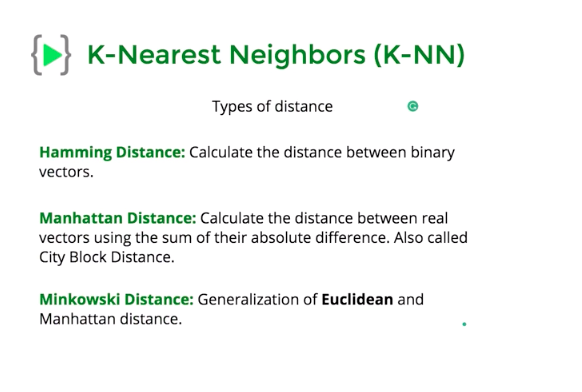 K-Nearest Neighbors (K-NN)
Types of distance
Hamming Distance: Calculate the distance between binary
vectors.
Manhattan Distance: Calculate the distance between real
vectors using the sum of their absolute difference. Also called
City Block Distance.
Minkowski Distance: Generalization of Euclidean and
Manhattan distance.